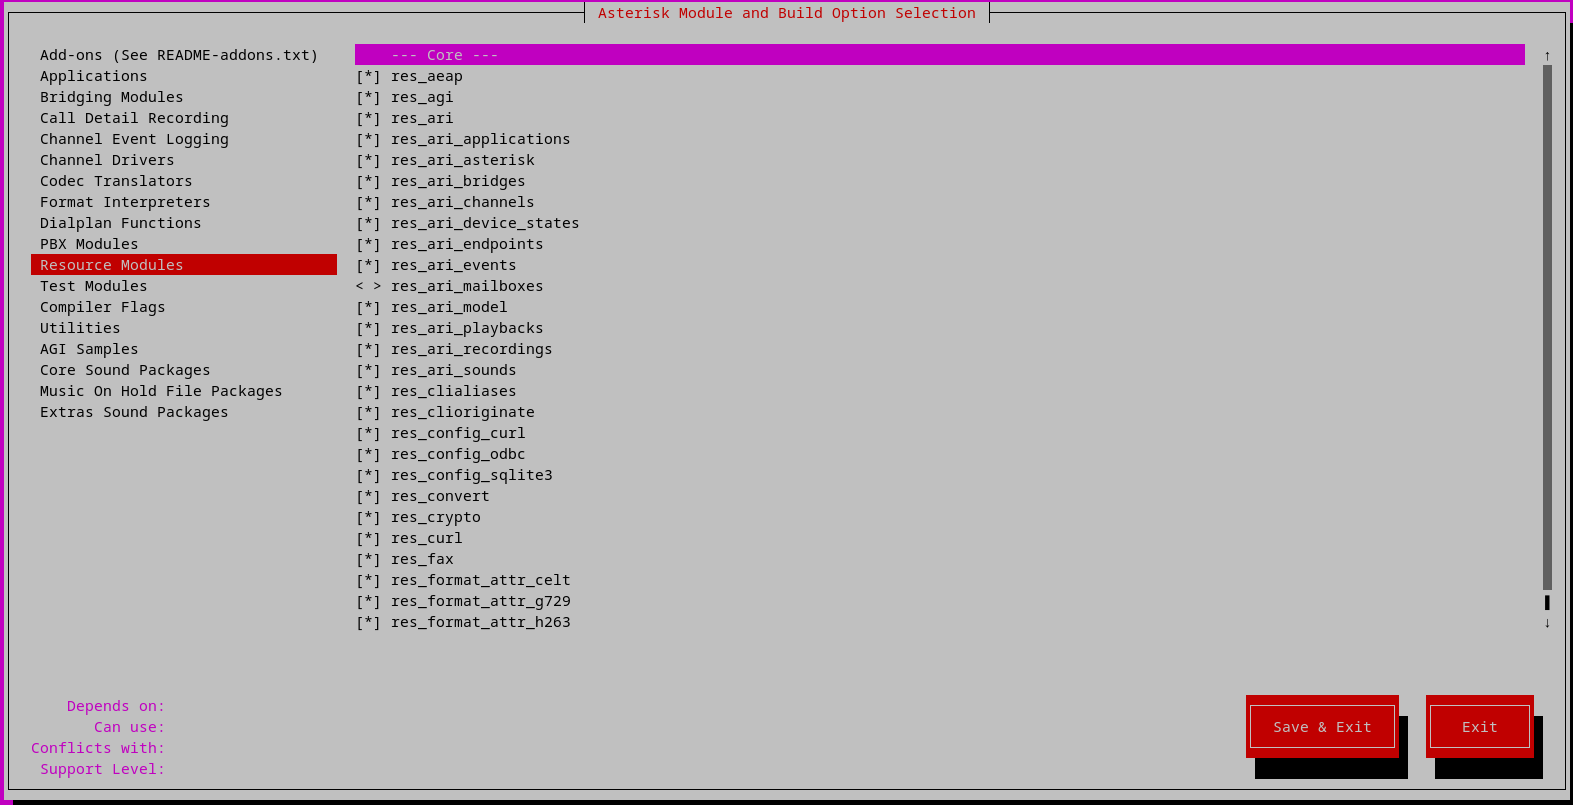 Asterisk Module and Build Option Selection
Add-ons (See README-addons.txt)
Applications
Bridging Modules
Call Detail Recording
Channel Event Logging
Channel Drivers
Codec Translators
Format Interpreters
Dialplan Functions
PBX Modules
Resource Modules
Test Modules
Compiler Flags
Utilities
AGI Samples
Core Sound Packages
Music On Hold File Packages
Extras Sound Packages
--- Core ---
[*] res_aeap
[*] res_agi
[*] res_ari
[*] res_ari_applications
[*] res_ari_asterisk
[*] res_ari_bridges
[*] res_ari_channels
[*] res_ari_device_states
[*] res_ari_endpoints
[*] res_ari_events
< > res_ari_mailboxes
[*] res_ari_model
[*] res_ari_playbacks
[*] res_ari_recordings
[*] res_ari_sounds
[*] res_clialiases
[*] res_clioriginate
[*] res_config_curl
[*] res_config_odbc
[*] res_config_sqlite3
[*] res_convert
[*] res_crypto
[*] res_curl
[*] res_fax
[*] res_format_attr_celt
[*] res_format_attr_g729
[*] res_format_attr_h263
↑
↓
Depends on:
Can use:
Conflicts with:
Support Level:
Save & Exit
Exit